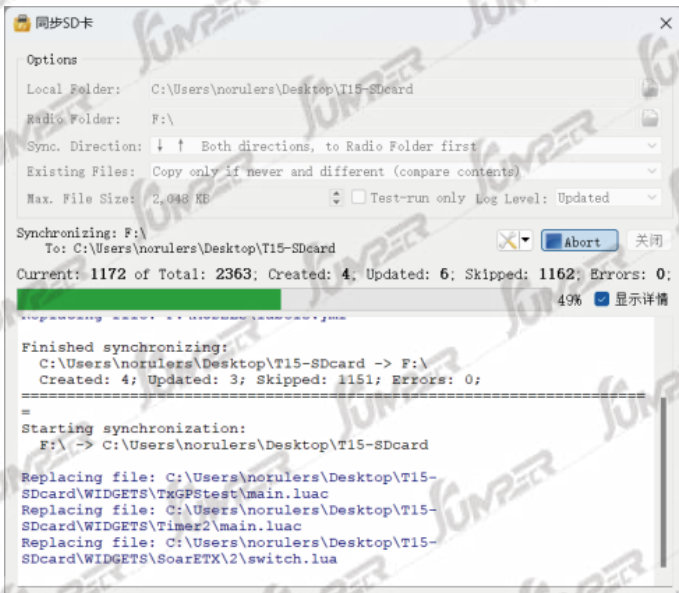 同步SD卡
Options
Local Folder: C:\Users\norulers\Desktop\T15-SDcard
Radio Folder: F:\
Sync. Direction: Both directions, to Radio Folder first
Existing Files: Copy only if never and different (compare contents)
Max. File Size: 2,048 KB Test-run only Log Level: Updated
Synchronizing: F:\
To: C:\Users\norulers\Desktop\T15-SDcard
Abort 关闭
Current: 1172 of Total: 2363; Created: 4; Updated: 6; Skipped: 1162; Errors: 0;
49% 显示详情
Finished synchronizing:
C:\Users\norulers\Desktop\T15-SDcard -> F:\
Created: 4; Updated: 3; Skipped: 1151; Errors: 0;
=
Starting synchronization:
F:\ -> C:\Users\norulers\Desktop\T15-SDcard
Replacing file: C:\Users\norulers\Desktop\T15-
SDcard\WIDGETS\TxGPStest\main.luac
Replacing file: C:\Users\norulers\Desktop\T15-
SDcard\WIDGETS\Timer2\main.luac
Replacing file: C:\Users\norulers\Desktop\T15-
SDcard\WIDGETS\SoarETX\2\switch.lua
JUMPER